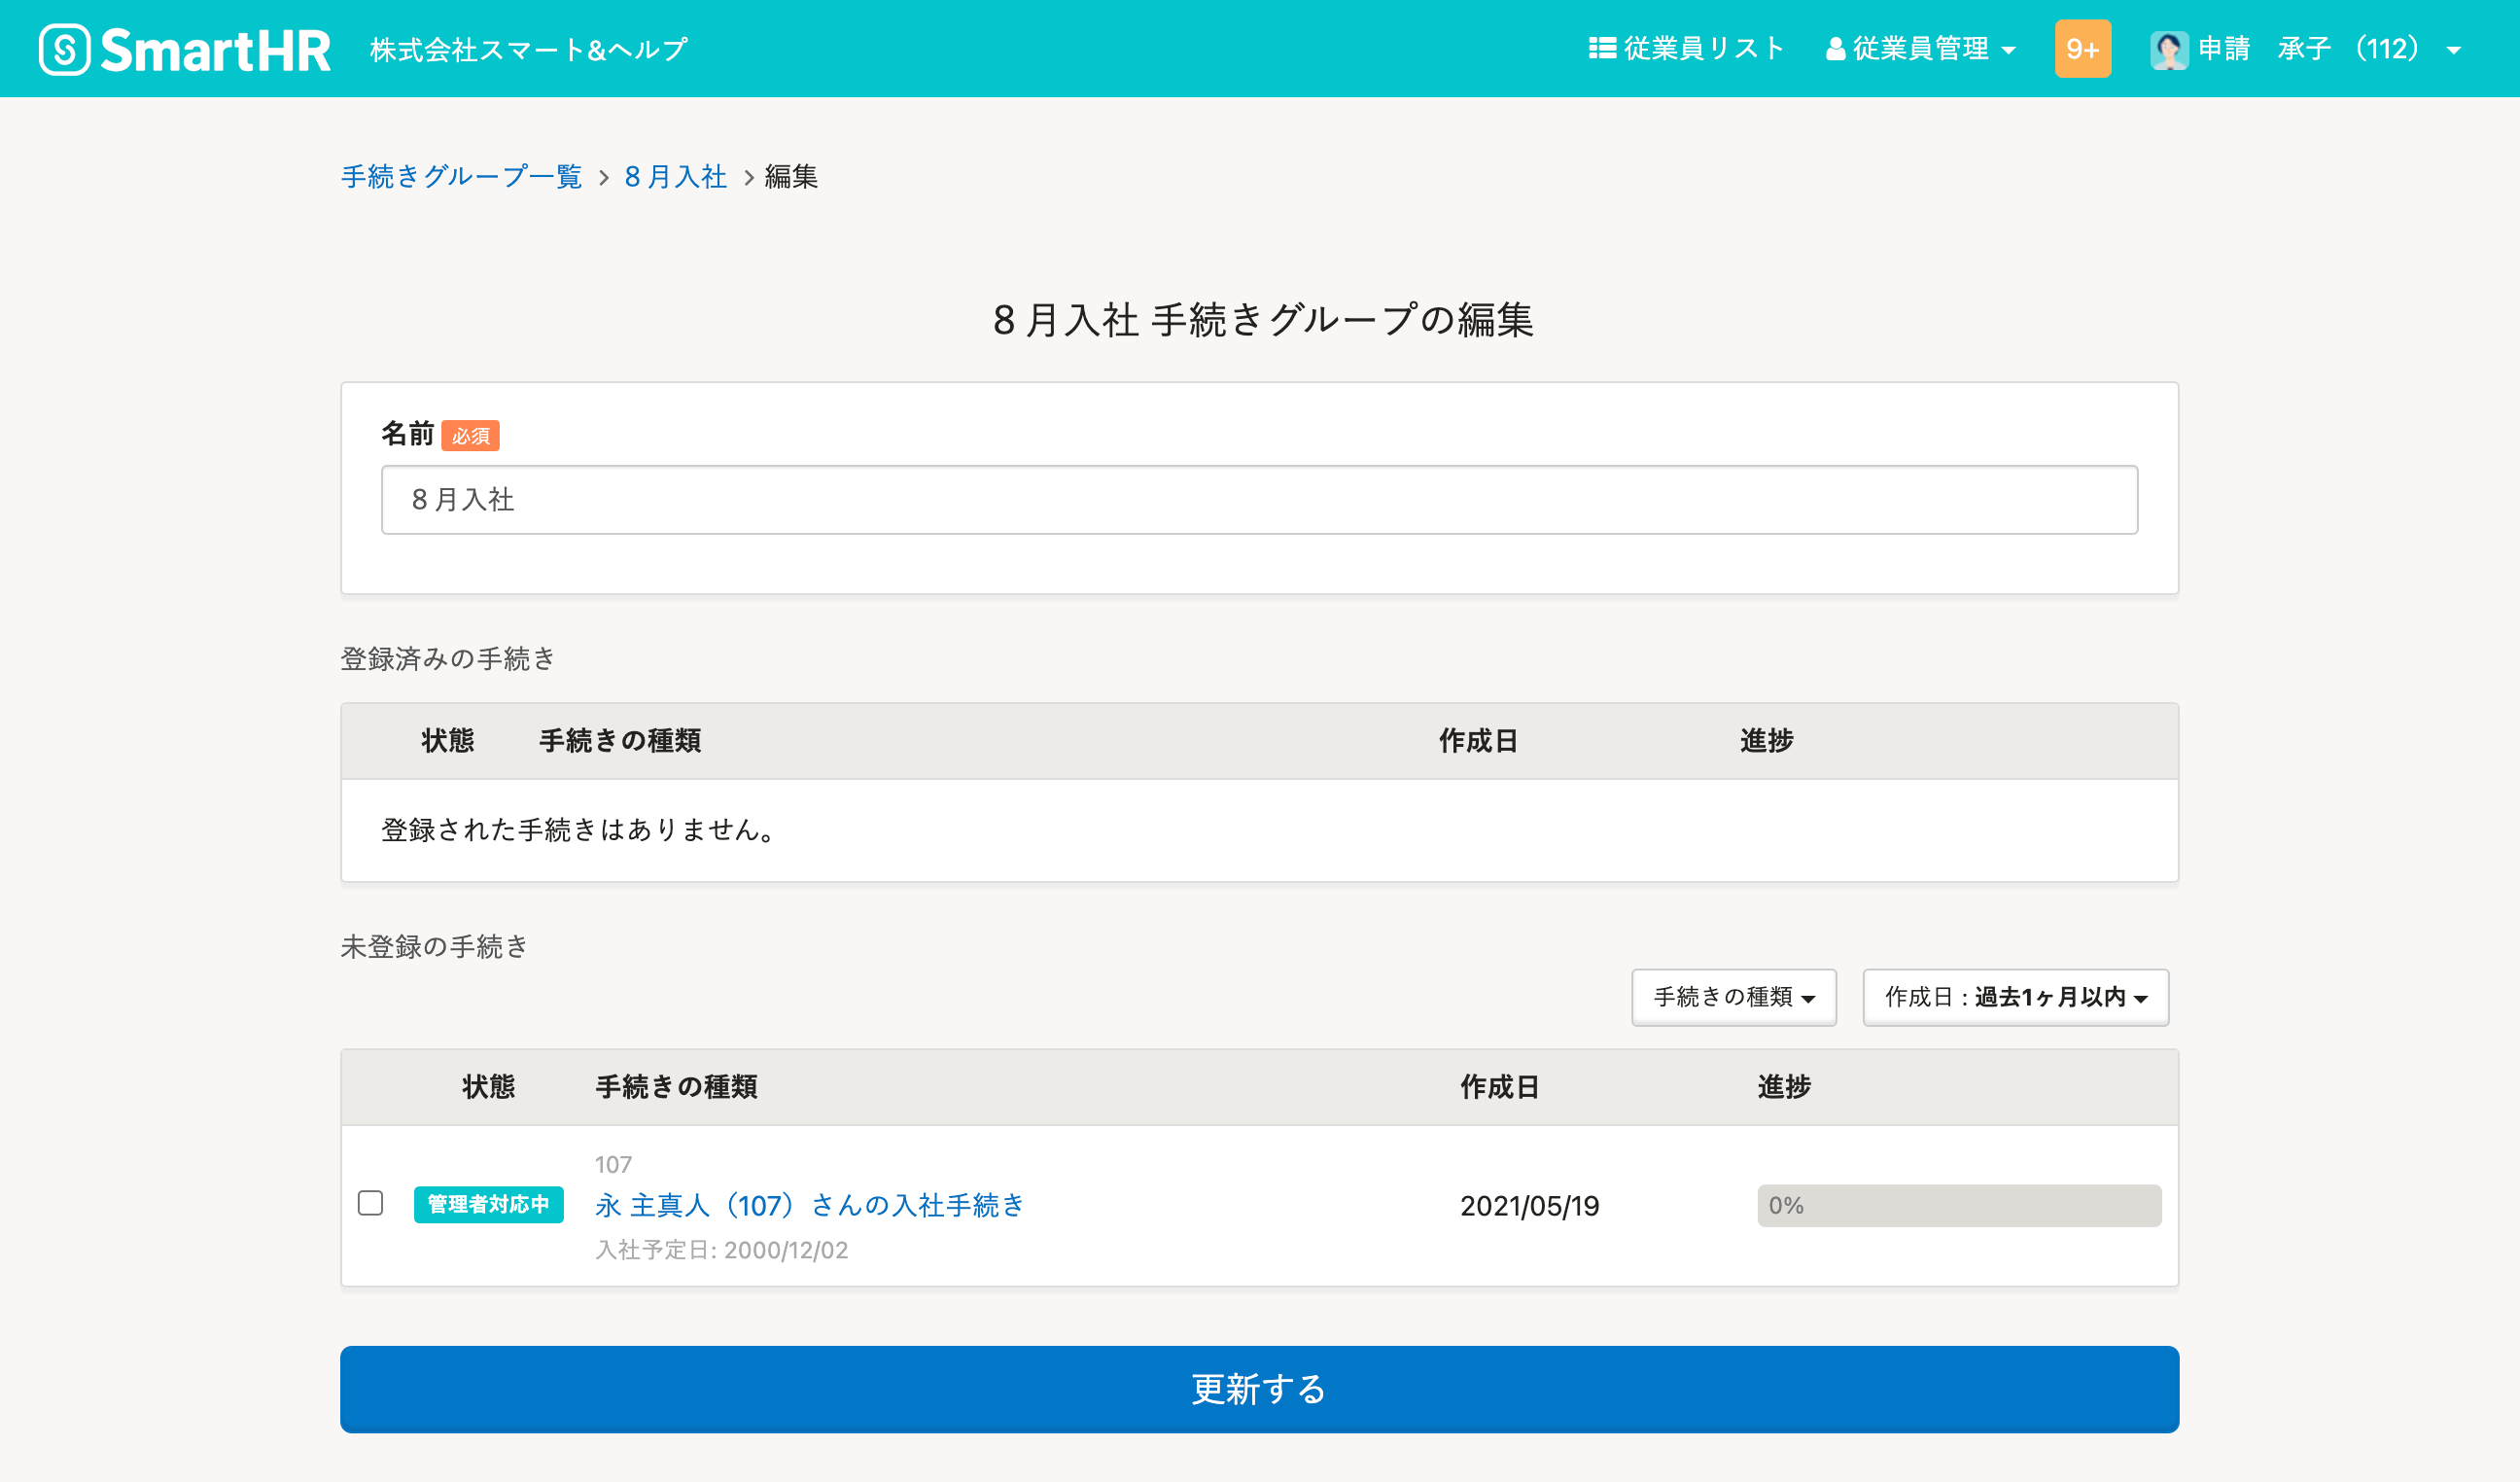 SmartHR 株式会社スマート&ヘルプ 従業員リスト 従業員管理 9+ 申請 承子 (112)
手続きグループ一覧 > 8月入社 > 編集
8月入社 手続きグループの編集
名前 必須
8月入社
登録済みの手続き
状態 手続きの種類 作成日 進捗
登録された手続きはありません。
未登録の手続き
手続きの種類 作成日 : 過去1ヶ月以内
状態 手続きの種類 作成日 進捗
107
管理者対応中 永 主真人（107）さんの入社手続き 2021/05/19 0%
入社予定日: 2000/12/02
更新する